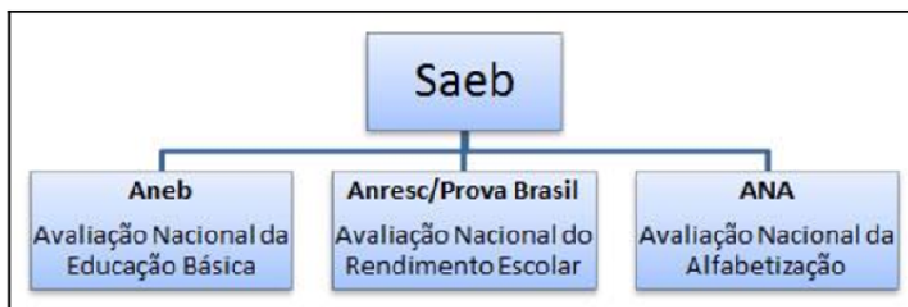 Saeb
Aneb
Avaliação Nacional da
Educação Básica
Anresc/Prova Brasil
Avaliação Nacional do
Rendimento Escolar
ANA
Avaliação Nacional da
Alfabetização